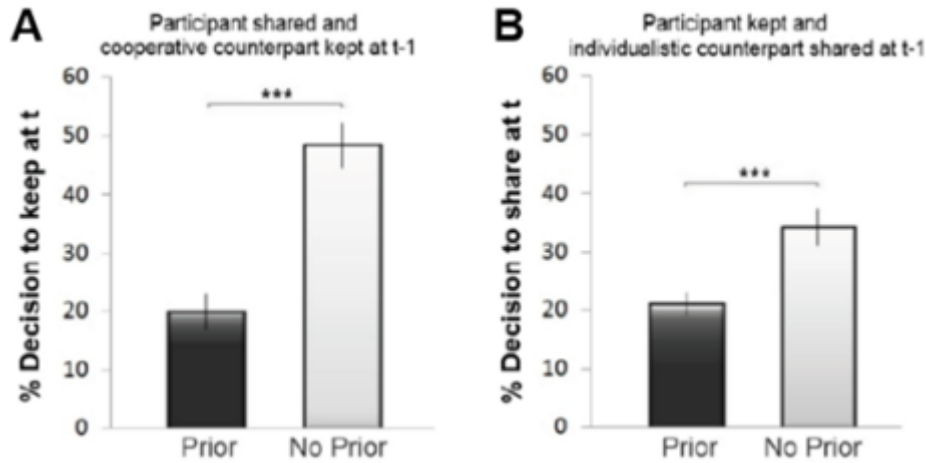 A
Participant shared and
cooperative counterpart kept at t-1
% Decision to keep at t
60
50
40
30
20
10
0
***
Prior
No Prior
B
Participant kept and
individualistic counterpart shared at t-1
% Decision to share at t
60
50
40
30
20
10
0
***
Prior
No Prior